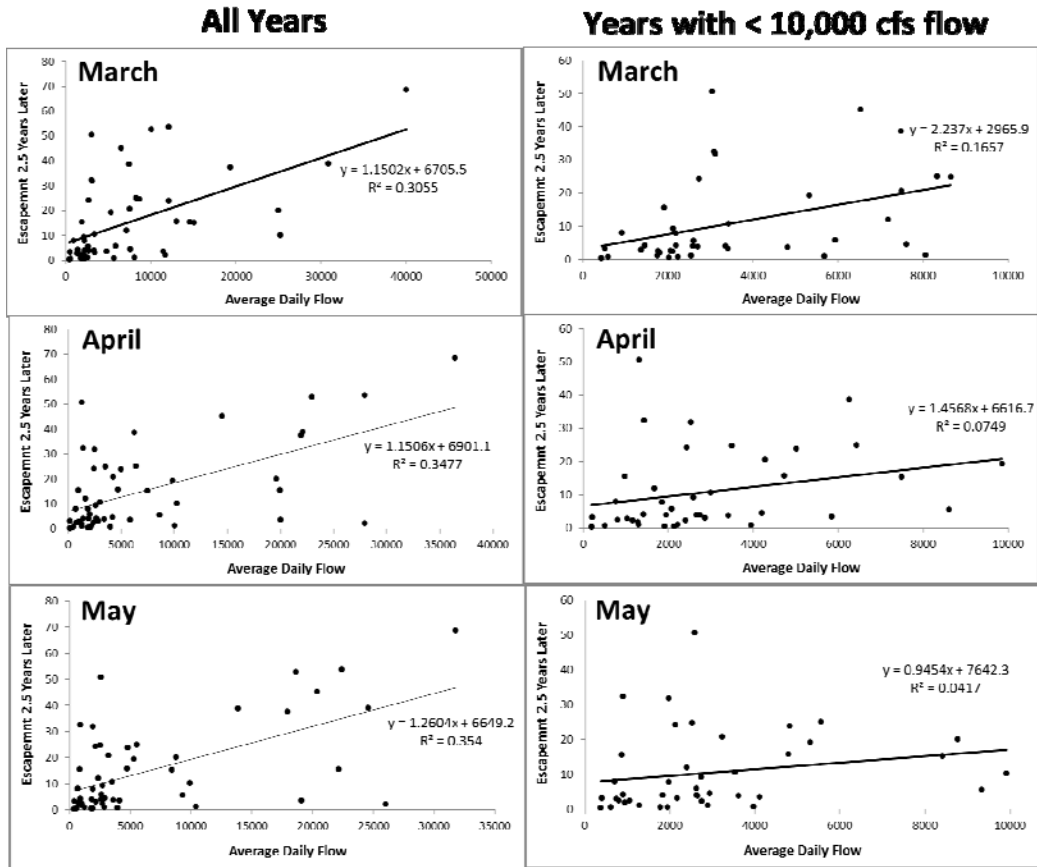 All Years
Years with < 10,000 cfs flow
March
Escapemnt 2.5 Years Later
80
70
60
50
40
30
20
10
0
0 10000 20000 30000 40000 50000
Average Daily Flow
y = 1.1502x + 6705.5
R² = 0.3055
March
Escapemnt 2.5 Years Later
60
50
40
30
20
10
0
0 2000 4000 6000 8000 10000
Average Daily Flow
y = 2.237x + 2965.9
R² = 0.1657
April
Escapemnt 2.5 Years Later
80
70
60
50
40
30
20
10
0
0 5000 10000 15000 20000 25000 30000 35000 40000
Average Daily Flow
y = 1.1506x + 6901.1
R² = 0.3477
April
Escapemnt 2.5 Years Later
60
50
40
30
20
10
0
0 2000 4000 6000 8000 10000
Average Daily Flow
y = 1.4568x + 6616.7
R² = 0.0749
May
Escapemnt 2.5 Years Later
80
70
60
50
40
30
20
10
0
0 5000 10000 15000 20000 25000 30000 35000
Average Daily Flow
y = 1.2604x + 6649.2
R² = 0.354
May
Escapemnt 2.5 Years Later
60
50
40
30
20
10
0
0 2000 4000 6000 8000 10000
Average Daily Flow
y = 0.9454x + 7642.3
R² = 0.0417